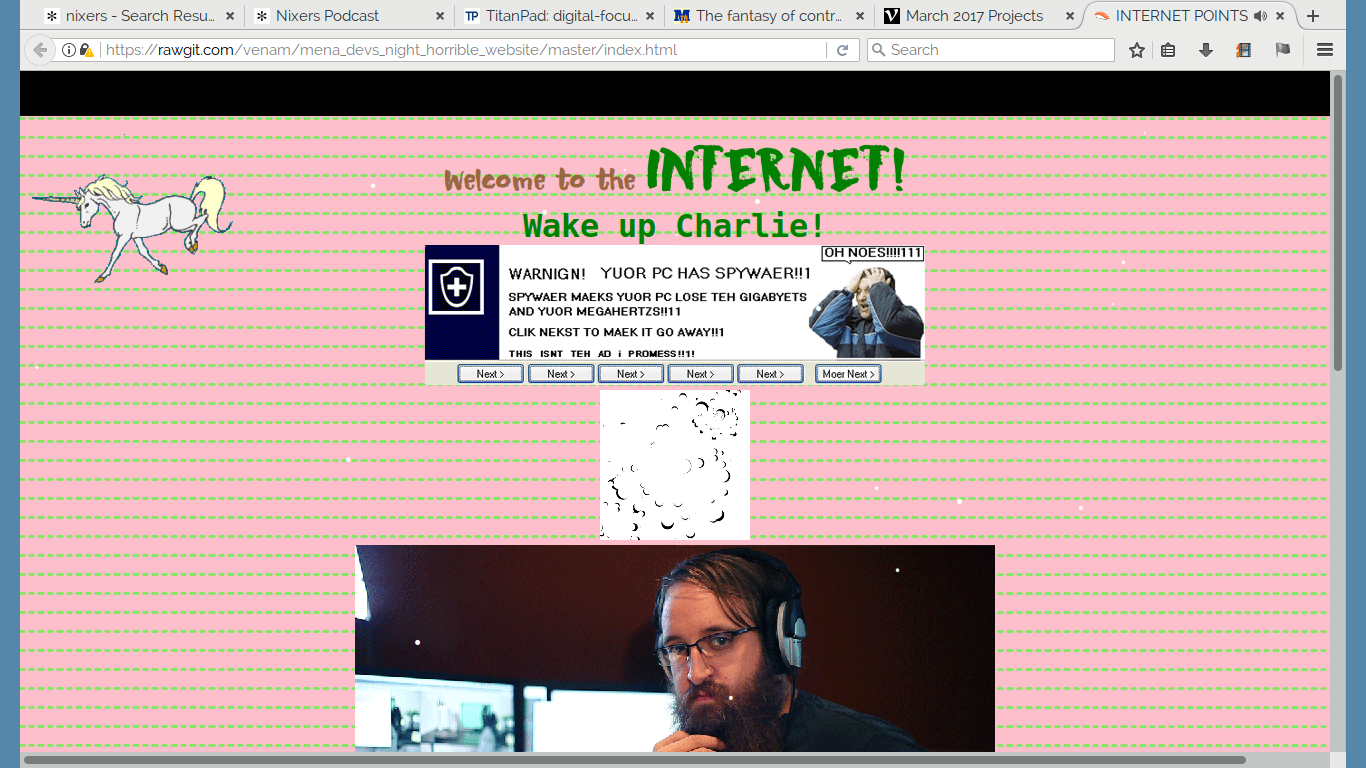 nixers - Search Resu...
Nixers Podcast
TP TitanPad: digital-focu...
The fantasy of contr...
V March 2017 Projects
INTERNET POINTS
https://rawgit.com/venam/mena_devs_night_horrible_website/master/index.html
Search
Welcome to the INTERNET!
Wake up Charlie!
OH NOES!!!!111
WARNIGN! YUOR PC HAS SPYWAER!!1
SPYWAER MAEKS YUOR PC LOSE TEH GIGABYETS
AND YUOR MEGAHERTZS!!11
CLIK NEKST TO MAEK IT GO AWAY!!1
THIS ISNT TEH AD i PROMESS!!1!
Next > Next > Next > Next > Next > Moer Next >